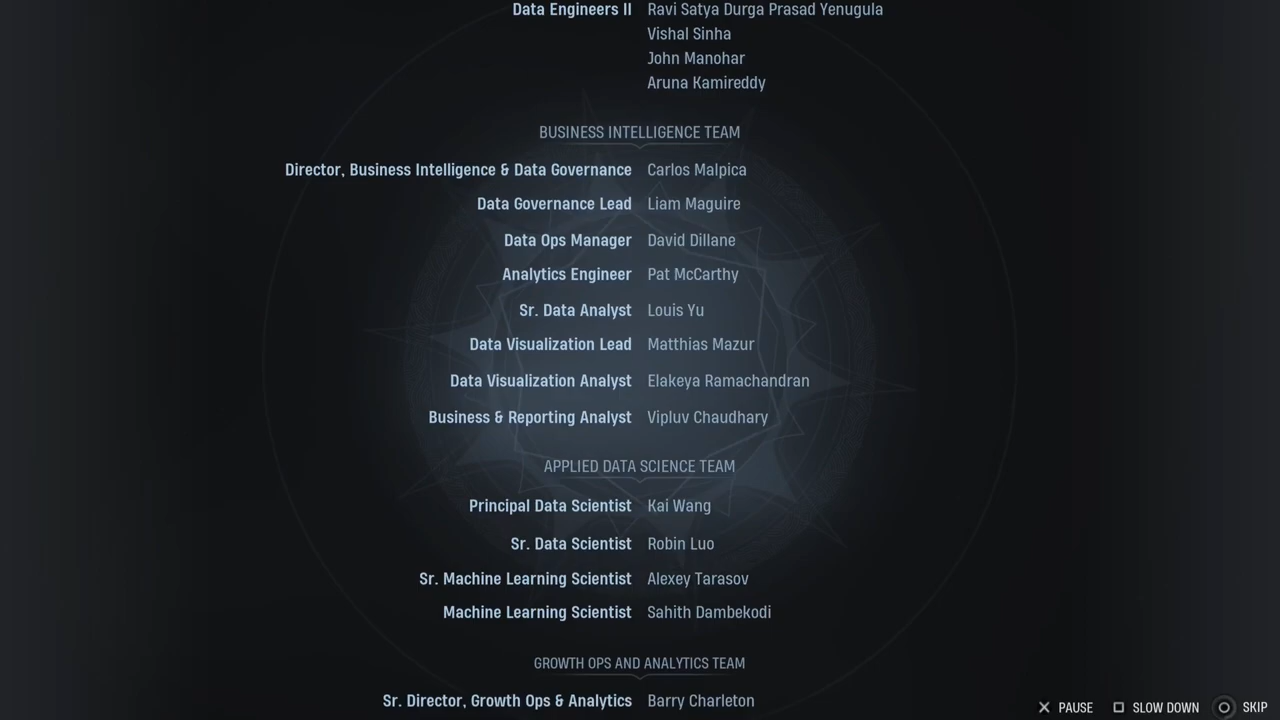 Data Engineers II Ravi Satya Durga Prasad Yenugula
Vishal Sinha
John Manohar
Aruna Kamireddy
BUSINESS INTELLIGENCE TEAM
Director, Business Intelligence & Data Governance Carlos Malpica
Data Governance Lead Liam Maguire
Data Ops Manager David Dillane
Analytics Engineer Pat McCarthy
Sr. Data Analyst Louis Yu
Data Visualization Lead Matthias Mazur
Data Visualization Analyst Elakeya Ramachandran
Business & Reporting Analyst Vipluv Chaudhary
APPLIED DATA SCIENCE TEAM
Principal Data Scientist Kai Wang
Sr. Data Scientist Robin Luo
Sr. Machine Learning Scientist Alexey Tarasov
Machine Learning Scientist Sahith Dambekodi
GROWTH OPS AND ANALYTICS TEAM
Sr. Director, Growth Ops & Analytics Barry Charleton
PAUSE SLOW DOWN SKIP